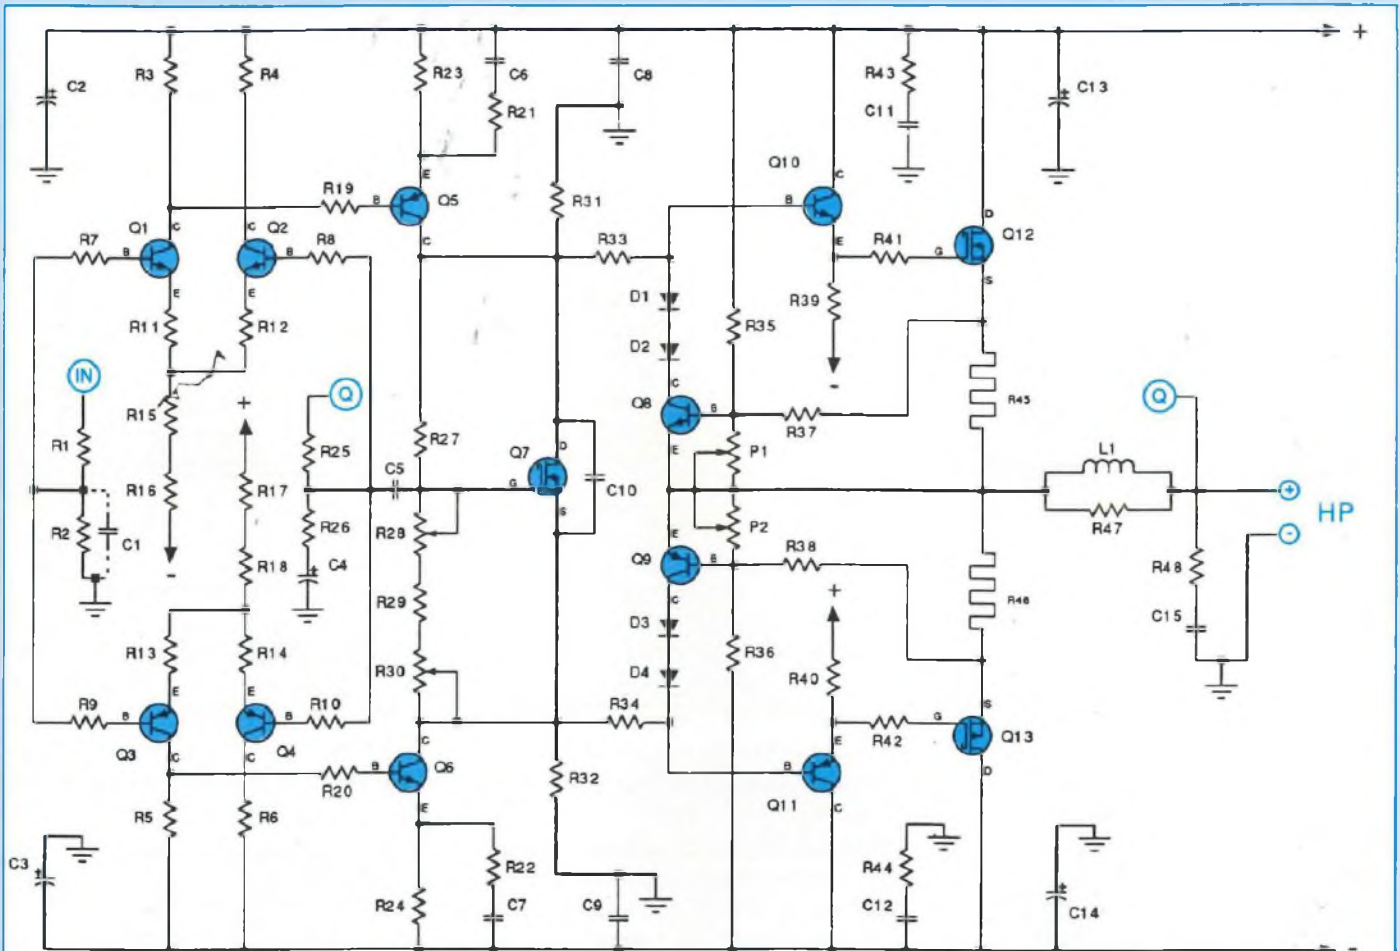 +
C2
R3
R4
R23
C6
R21
C8
R43
C11
C13
Q10
E
R19
B
Q5
C
R31
R33
B
C
E
R41
G
D
Q12
S
Q1
C
C
Q2
R7
B
B
R8
E
E
R11
R12
D1
D2
R35
R39
-
IN
R15
+
Q
R1
R16
R17
R25
C5
R27
Q7
D
G
S
C10
C
Q8
B
E
R37
P1
R45
L1
R47
Q
+
-
HP
R2
C1
-
R18
R26
C4
R28
R29
R30
Q9
E
B
C
P2
R38
R46
R48
C15
D3
D4
R36
+
R40
R13
R14
E
E
R9
B
Q3
C
C
Q4
B
R10
C
Q6
B
E
R34
R42
G
S
Q13
D
B
E
Q11
C
R5
R6
R20
R32
C3
R22
R24
C7
C9
R44
C12
C14
-